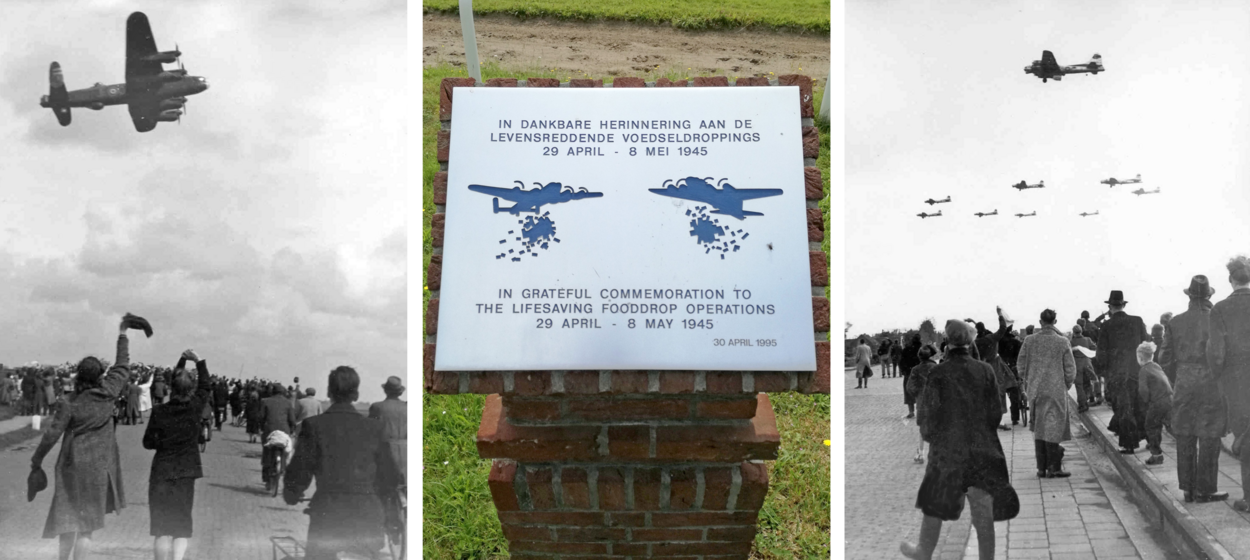 IN DANKBARE HERINNERING AAN DE
LEVENSREDDENDE VOEDSELDROPPINGS
29 APRIL - 8 MEI 1945
IN GRATEFUL COMMEMORATION TO
THE LIFESAVING FOODDROP OPERATIONS
29 APRIL - 8 MAY 1945
30 APRIL 1995